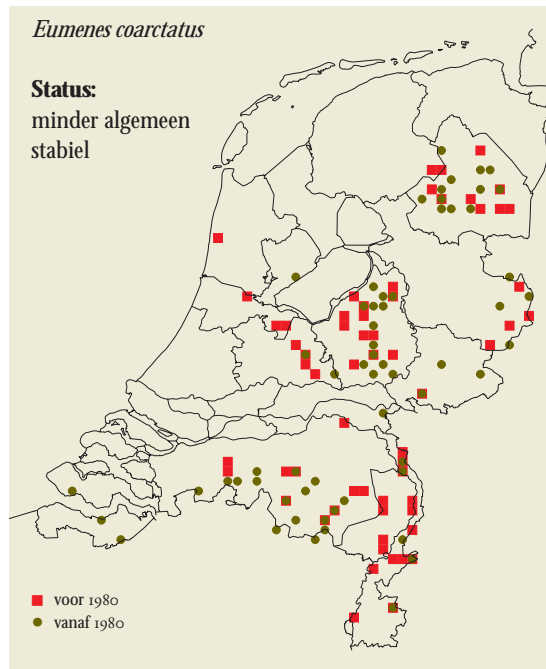 Eumenes coarctatus
Status:
minder algemeen
stabiel
voor 1980
vanaf 1980